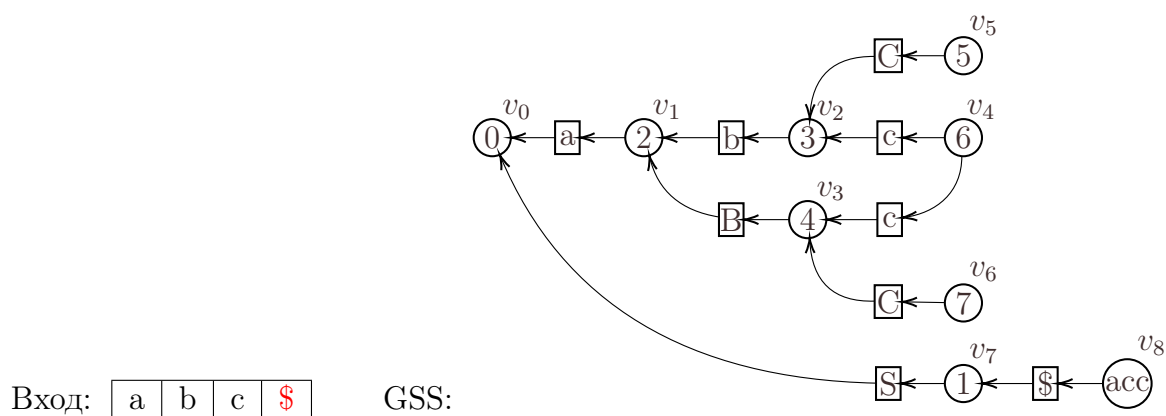 v₅
C 5
v₀ v₁ v₂ v₄
0 a 2 b 3 c 6
v₃
B 4 c
v₆
C 7
v₇ v₈
Вход: a b c $ GSS: S 1 $ acc